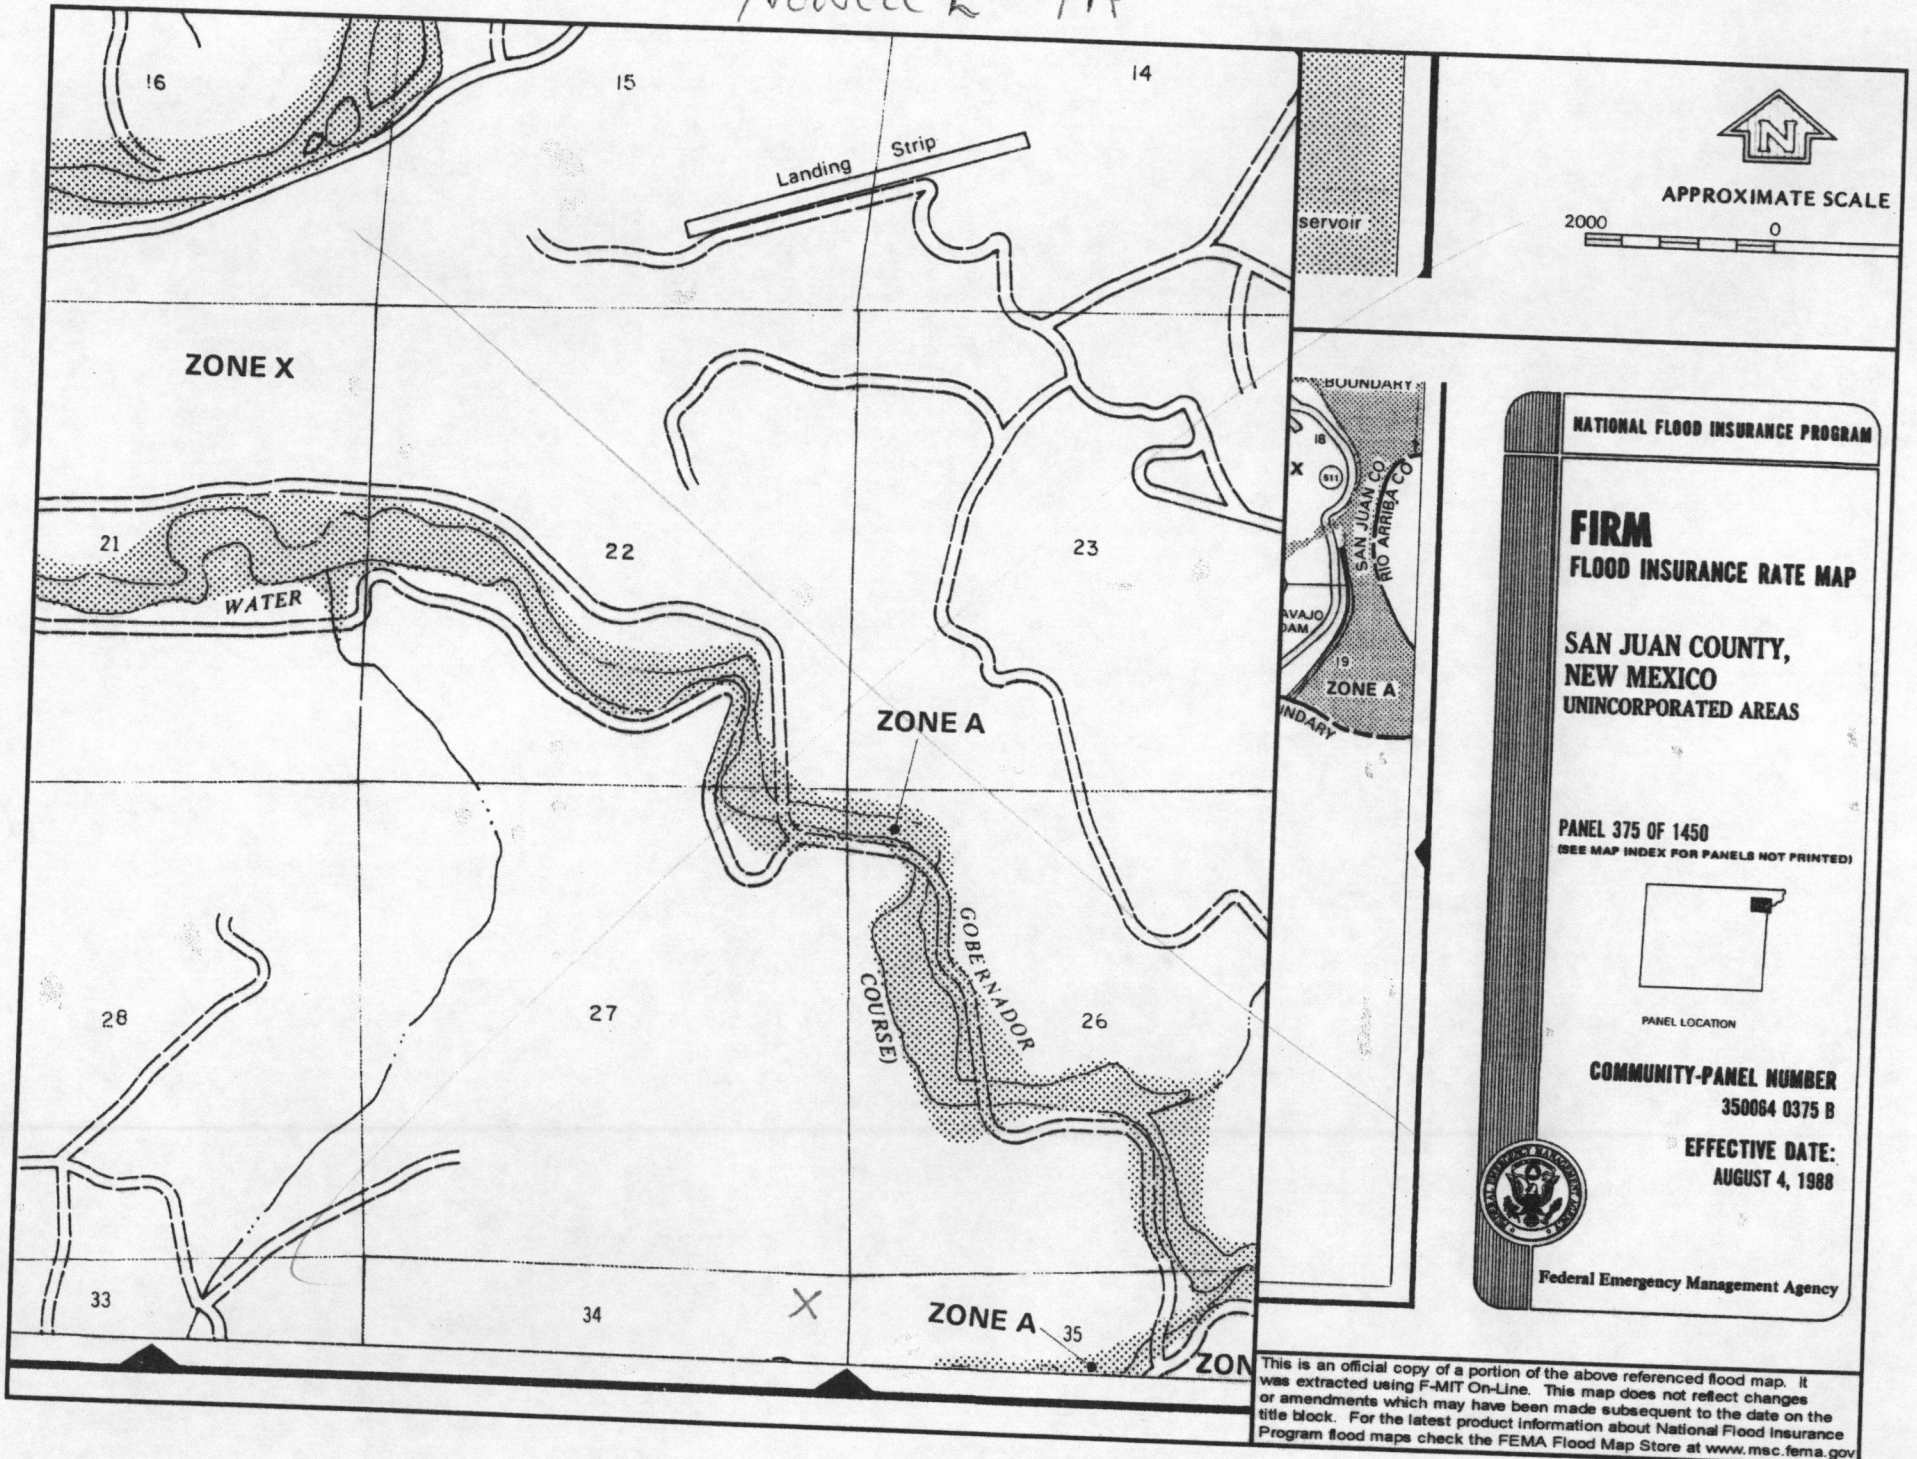 16
15
14
Landing Strip
ZONE X
21
22
23
WATER
ZONE A
GOBERNADOR
COURSE)
28
27
26
33
34
X
ZONE A
35
ZON
servoir
N
APPROXIMATE SCALE
2000
0
BOUNDARY
18
X
511
SAN JUAN CO
RIO ARRIBA CO
AVAJO
DAM
19
ZONE A
UNDARY
NATIONAL FLOOD INSURANCE PROGRAM
FIRM
FLOOD INSURANCE RATE MAP
SAN JUAN COUNTY,
NEW MEXICO
UNINCORPORATED AREAS
PANEL 375 OF 1450
(SEE MAP INDEX FOR PANELS NOT PRINTED)
PANEL LOCATION
COMMUNITY-PANEL NUMBER
350064 0375 B
EFFECTIVE DATE:
AUGUST 4, 1988
FEDERAL EMERGENCY MANAGEMENT AGENCY
Federal Emergency Management Agency
This is an official copy of a portion of the above referenced flood map. It
was extracted using F-MIT On-Line. This map does not reflect changes
or amendments which may have been made subsequent to the date on the
title block. For the latest product information about National Flood Insurance
Program flood maps check the FEMA Flood Map Store at www.msc.fema.gov